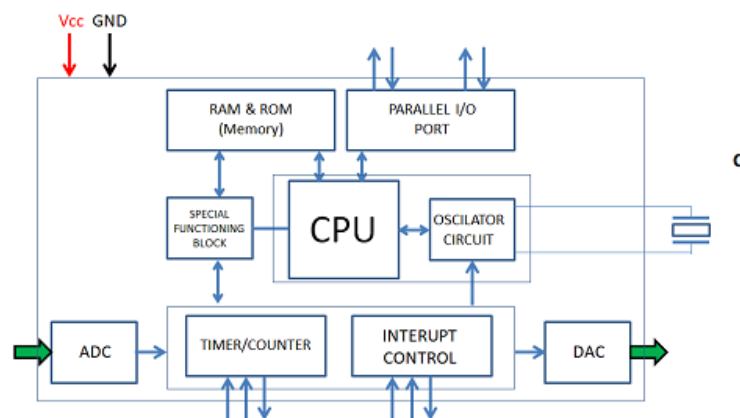 Vcc GND
RAM & ROM
(Memory)
PARALLEL I/O
PORT
SPECIAL
FUNCTIONING
BLOCK
CPU
OSCILATOR
CIRCUIT
ADC
TIMER/COUNTER
INTERUPT
CONTROL
DAC